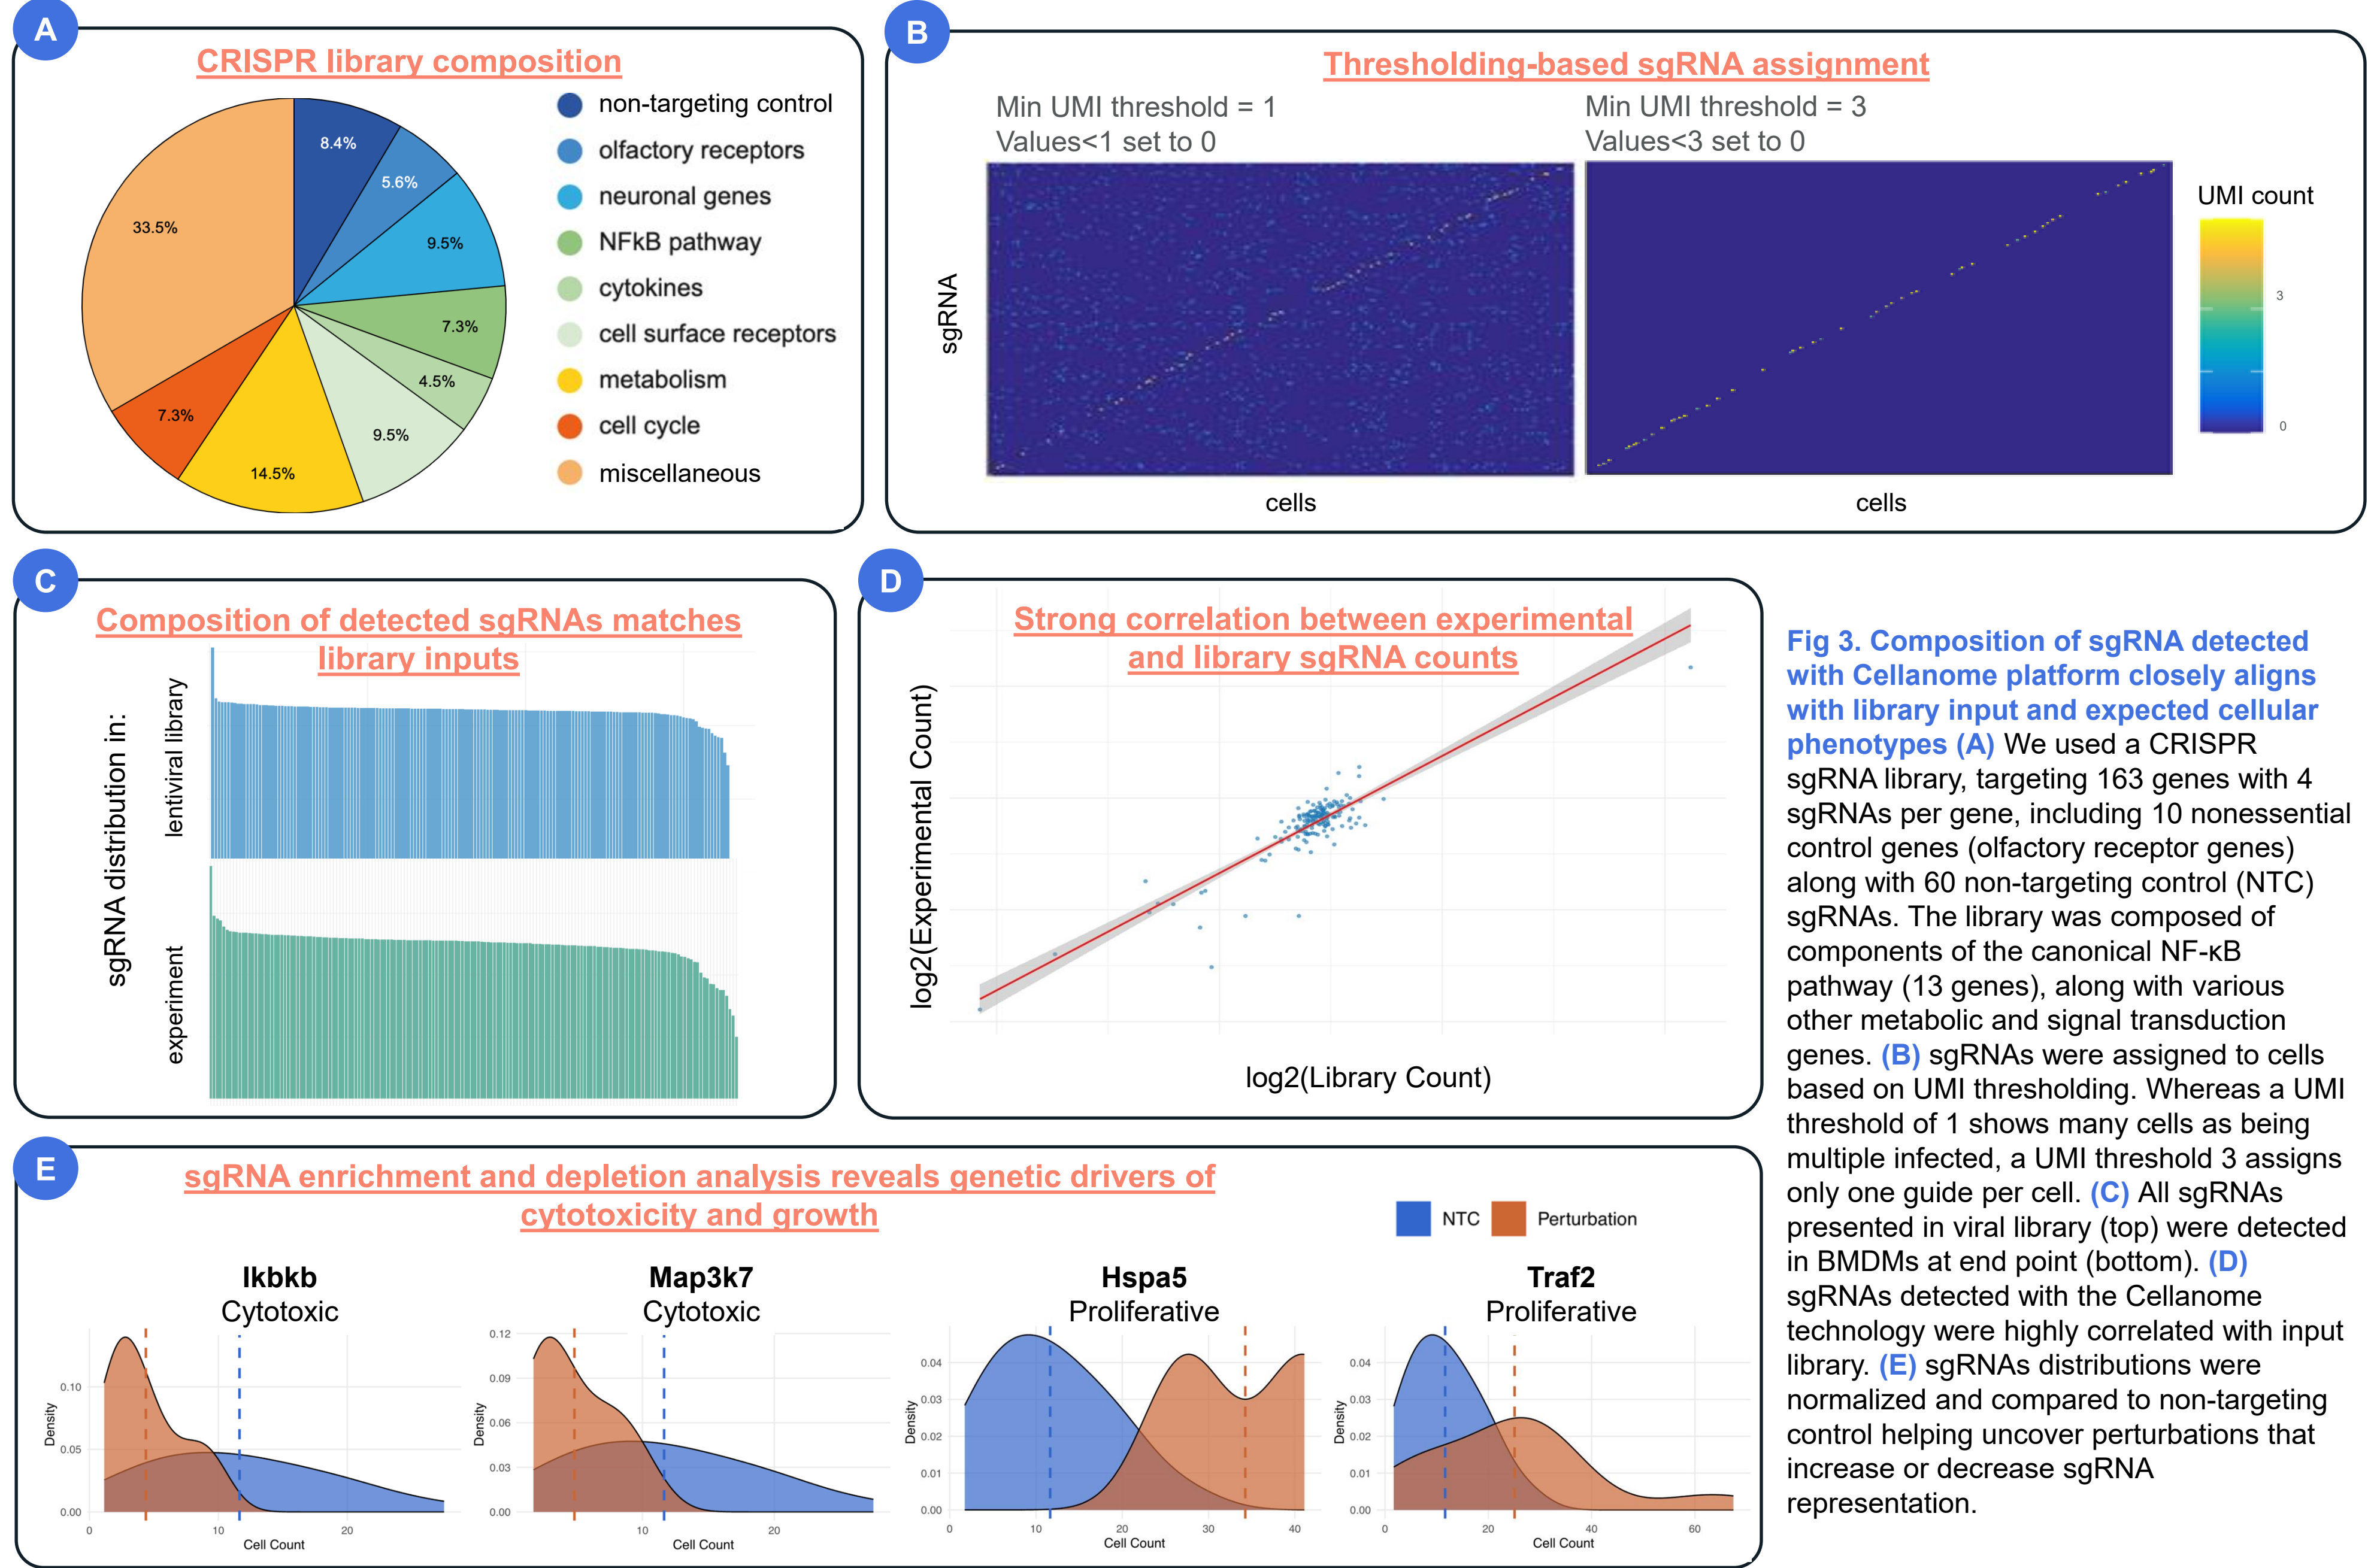 A
CRISPR library composition
8.4%
5.6%
9.5%
7.3%
4.5%
9.5%
14.5%
7.3%
33.5%
non-targeting control
olfactory receptors
neuronal genes
NFkB pathway
cytokines
cell surface receptors
metabolism
cell cycle
miscellaneous
B
Thresholding-based sgRNA assignment
Min UMI threshold = 1
Values<1 set to 0
Min UMI threshold = 3
Values<3 set to 0
sgRNA
cells
cells
UMI count
3
0
C
Composition of detected sgRNAs matches
library inputs
sgRNA distribution in:
lentiviral library
experiment
D
Strong correlation between experimental
and library sgRNA counts
log2(Experimental Count)
log2(Library Count)
Fig 3. Composition of sgRNA detected
with Cellanome platform closely aligns
with library input and expected cellular
phenotypes (A) We used a CRISPR
sgRNA library, targeting 163 genes with 4
sgRNAs per gene, including 10 nonessential
control genes (olfactory receptor genes)
along with 60 non-targeting control (NTC)
sgRNAs. The library was composed of
components of the canonical NF-κB
pathway (13 genes), along with various
other metabolic and signal transduction
genes. (B) sgRNAs were assigned to cells
based on UMI thresholding. Whereas a UMI
threshold of 1 shows many cells as being
multiple infected, a UMI threshold 3 assigns
only one guide per cell. (C) All sgRNAs
presented in viral library (top) were detected
in BMDMs at end point (bottom). (D)
sgRNAs detected with the Cellanome
technology were highly correlated with input
library. (E) sgRNAs distributions were
normalized and compared to non-targeting
control helping uncover perturbations that
increase or decrease sgRNA
representation.
E
sgRNA enrichment and depletion analysis reveals genetic drivers of
cytotoxicity and growth
NTC
Perturbation
Ikbkb
Cytotoxic
Density
0.10
0.05
0.00
0
10
20
Cell Count
Map3k7
Cytotoxic
Density
0.12
0.09
0.06
0.03
0.00
10
20
Cell Count
Hspa5
Proliferative
Density
0.04
0.03
0.02
0.01
0.00
0
10
20
30
40
Cell Count
Traf2
Proliferative
Density
0.04
0.03
0.02
0.01
0.00
0
20
40
60
Cell Count